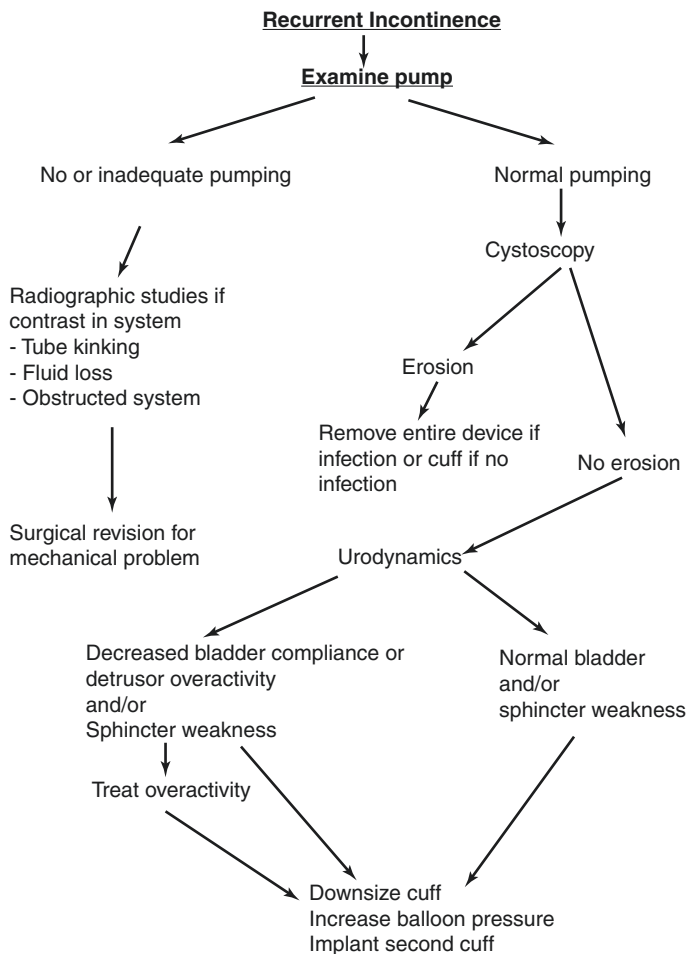 Recurrent Incontinence
Examine pump
No or inadequate pumping
Normal pumping
Cystoscopy
Radiographic studies if
contrast in system
- Tube kinking
- Fluid loss
- Obstructed system
Erosion
Remove entire device if
infection or cuff if no
infection
No erosion
Surgical revision for
mechanical problem
Urodynamics
Decreased bladder compliance or
detrusor overactivity
and/or
Sphincter weakness
Normal bladder
and/or
sphincter weakness
Treat overactivity
Downsize cuff
Increase balloon pressure
Implant second cuff